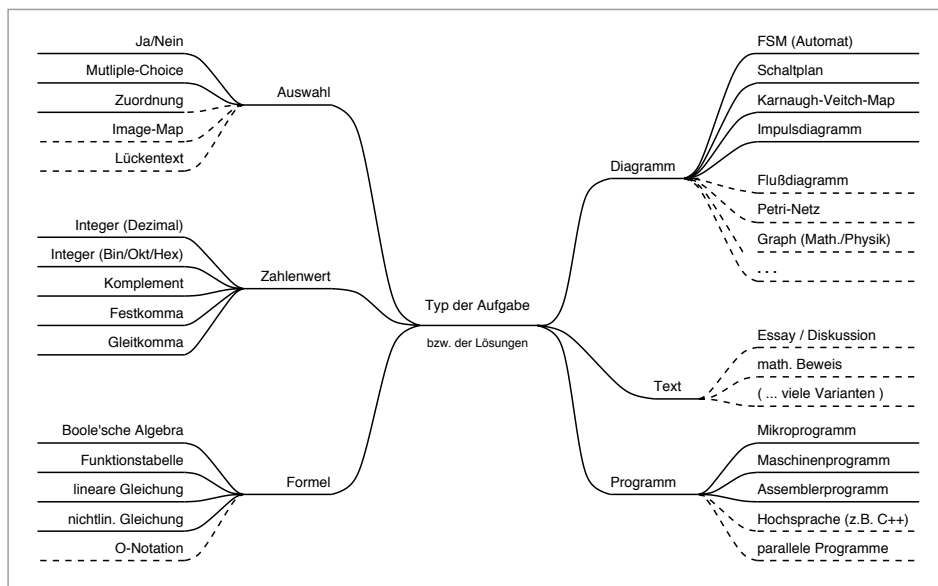 Ja/Nein
Mutliple-Choice
Zuordnung
Image-Map
Lückentext
Auswahl
Integer (Dezimal)
Integer (Bin/Okt/Hex)
Komplement
Festkomma
Gleitkomma
Zahlenwert
Boole'sche Algebra
Funktionstabelle
lineare Gleichung
nichtlin. Gleichung
O-Notation
Formel
Typ der Aufgabe
bzw. der Lösungen
Diagramm
FSM (Automat)
Schaltplan
Karnaugh-Veitch-Map
Impulsdiagramm
Flußdiagramm
Petri-Netz
Graph (Math./Physik)
. . .
Text
Essay / Diskussion
math. Beweis
( ... viele Varianten )
Programm
Mikroprogramm
Maschinenprogramm
Assemblerprogramm
Hochsprache (z.B. C++)
parallele Programme